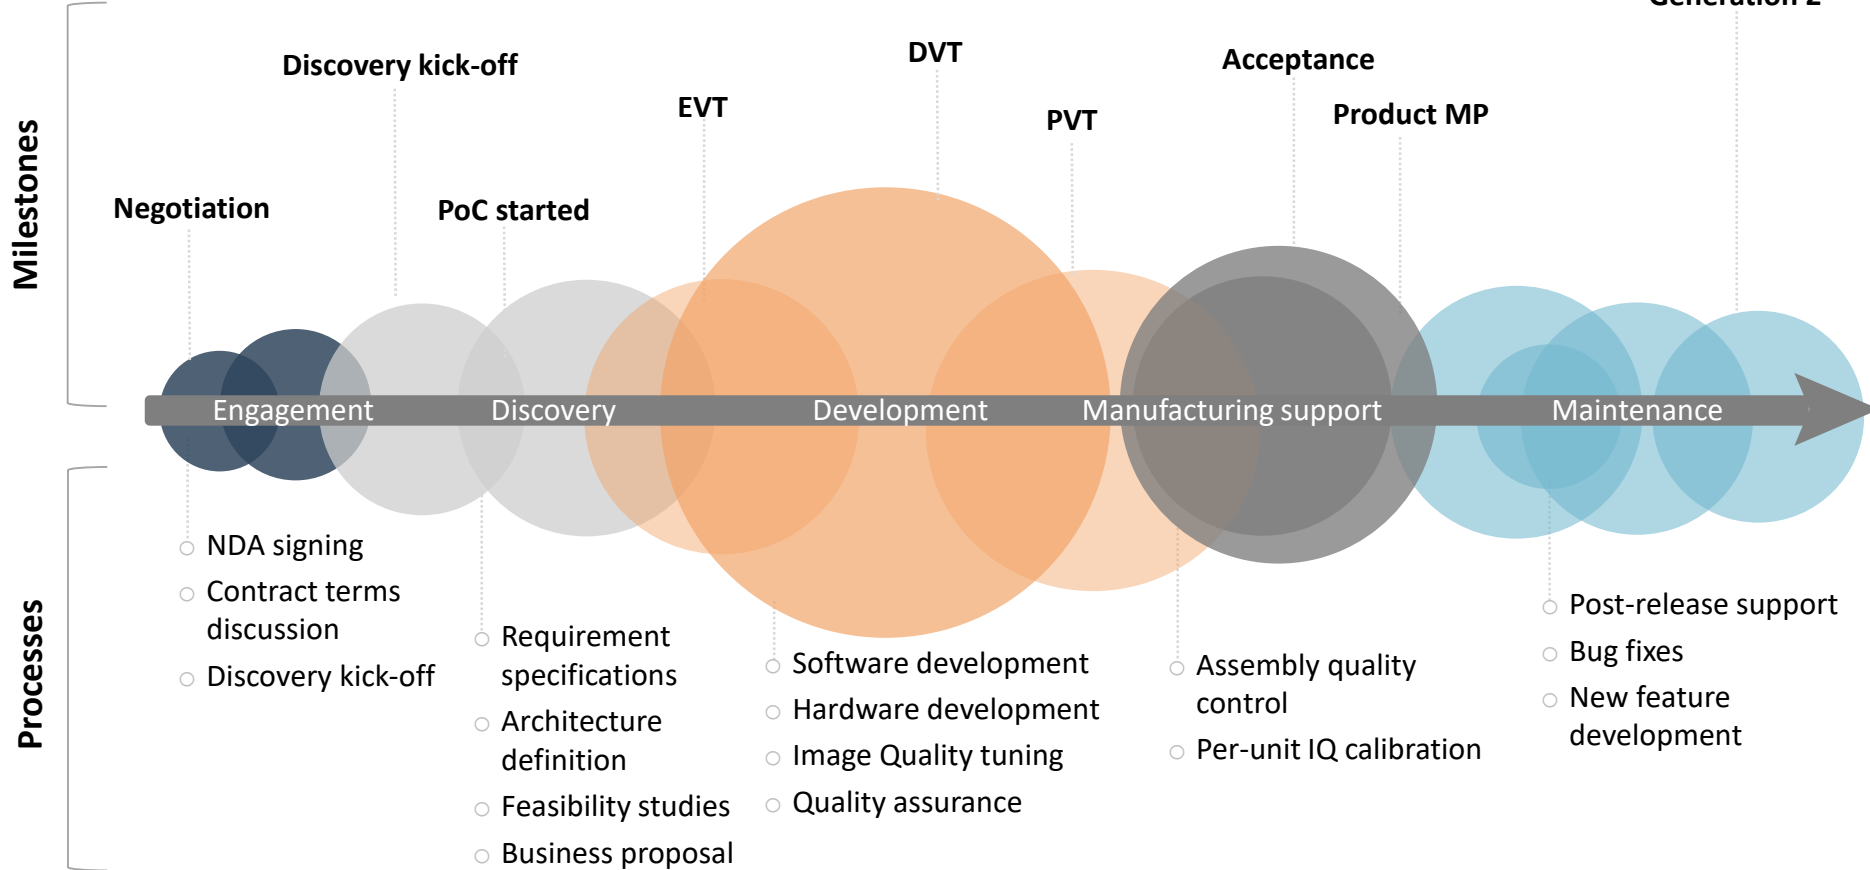 Generation 2
DVT
Discovery kick-off
Acceptance
EVT
PVT
Product MP
Negotiation
PoC started
Milestones
Engagement
Discovery
Development
Manufacturing support
Maintenance
Processes
NDA signing
Contract terms
discussion
Discovery kick-off
Requirement
specifications
Architecture
definition
Feasibility studies
Business proposal
Software development
Hardware development
Image Quality tuning
Quality assurance
Assembly quality
control
Per-unit IQ calibration
Post-release support
Bug fixes
New feature
development